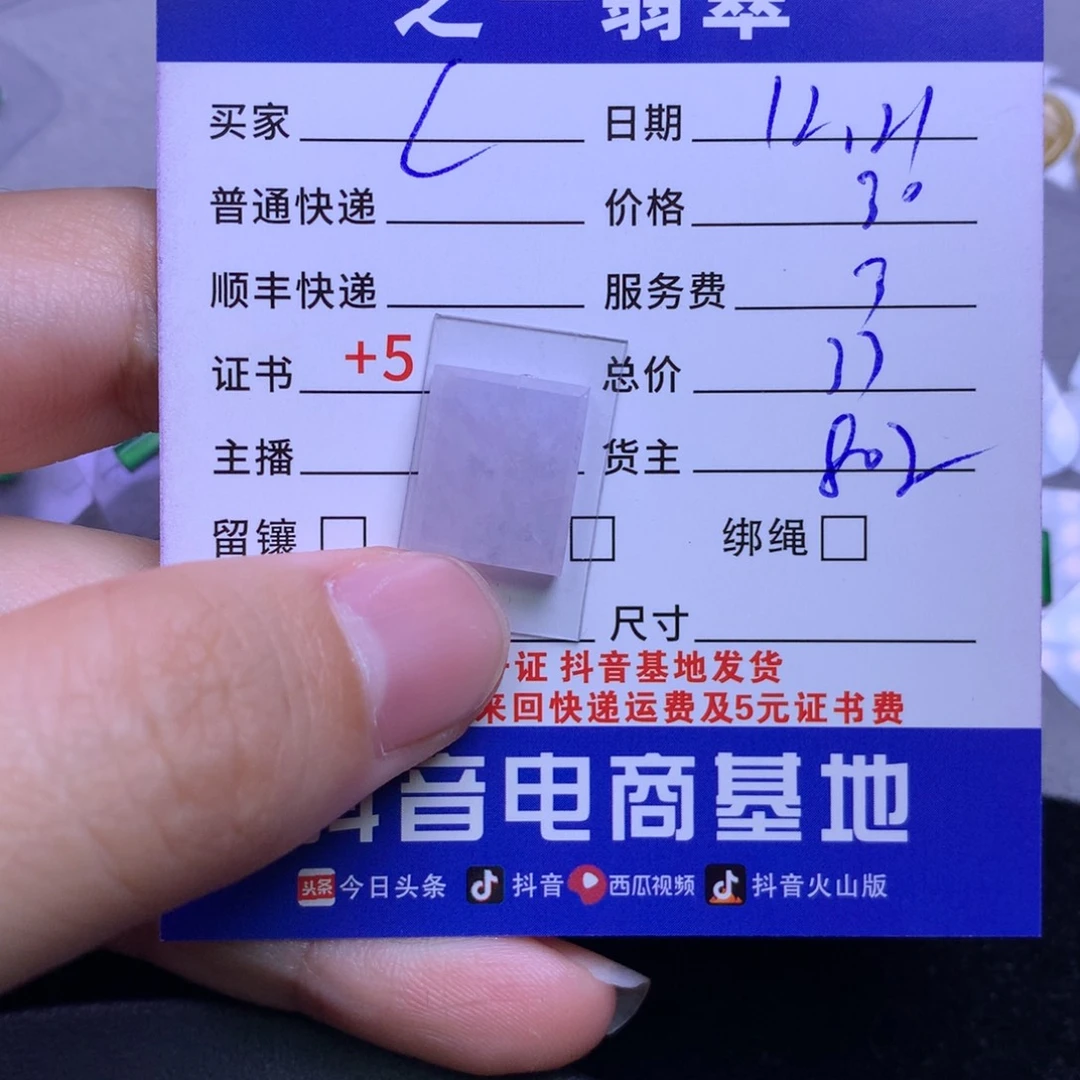 翡翠
买家 日期 12.21
普通快递 价格 30
顺丰快递 服务费 3
证书 +5 总价 33
主播 货主 802
留镶 绑绳
尺寸
证 抖音基地发货
来回快递运费及5元证书费
抖音电商基地
头条 今日头条 抖音 西瓜视频 抖音火山版